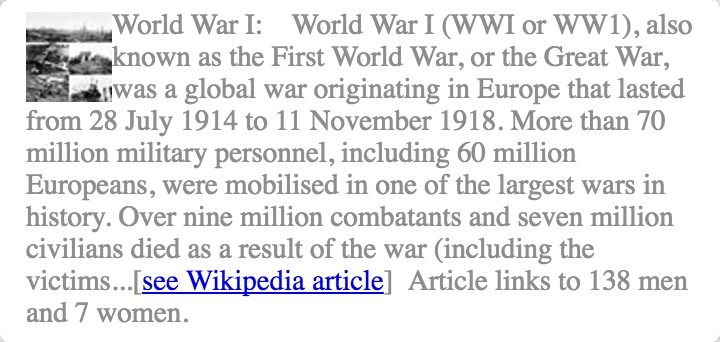 World War I:    World War I (WWI or WW1), also
known as the First World War, or the Great War,
was a global war originating in Europe that lasted
from 28 July 1914 to 11 November 1918. More than 70
million military personnel, including 60 million
Europeans, were mobilised in one of the largest wars in
history. Over nine million combatants and seven million
civilians died as a result of the war (including the
victims...[see Wikipedia article]  Article links to 138 men
and 7 women.